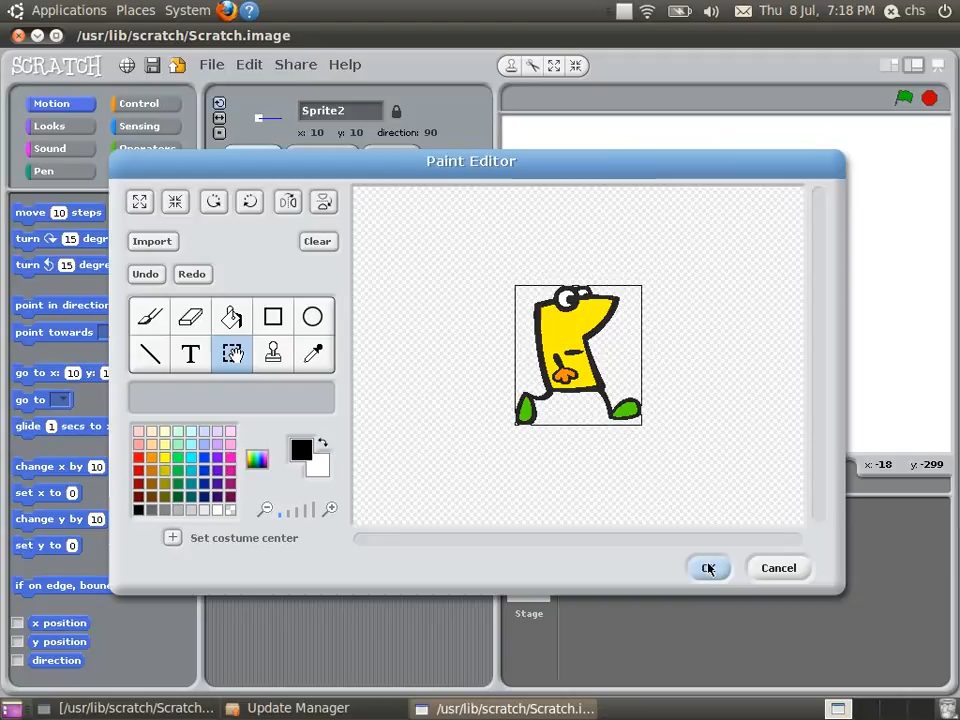 Applications Places System ? Thu 8 Jul, 7:18 PM chs
/usr/lib/scratch/Scratch.image
SCRATCH File Edit Share Help
Motion Control
Looks Sensing
Sound Operators
Pen
Sprite2
x: 10 y: 10 direction: 90
Paint Editor
move 10 steps
turn 15 degr
turn 15 degre
point in direction
point towards
go to x: 10 y: 1
go to
glide 1 secs to x
change x by 10
set x to 0
change y by 10
set y to 0
if on edge, boun
x position
y position
direction
Import Clear
Undo Redo
T
+ Set costume center
OK Cancel
x: -18 y: -299
Stage
[/usr/lib/scratch/Scratch... Update Manager /usr/lib/scratch/Scratch.i...